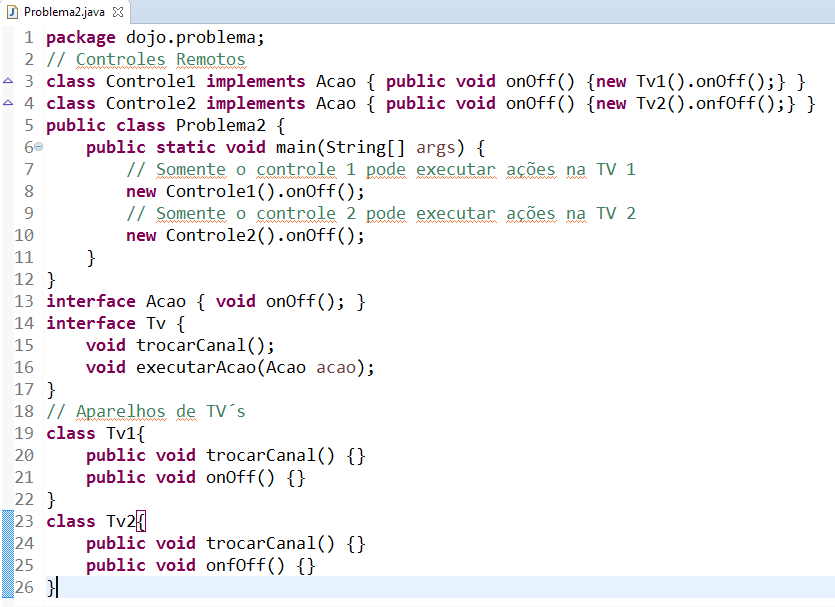 Problema2.java
1 package dojo.problema;
2 // Controles Remotos
3 class Controle1 implements Acao { public void onOff() {new Tv1().onOff();} }
4 class Controle2 implements Acao { public void onOff() {new Tv2().onfOff();} }
5 public class Problema2 {
6     public static void main(String[] args) {
7         // Somente o controle 1 pode executar ações na TV 1
8         new Controle1().onOff();
9         // Somente o controle 2 pode executar ações na TV 2
10         new Controle2().onOff();
11     }
12 }
13 interface Acao { void onOff(); }
14 interface Tv {
15     void trocarCanal();
16     void executarAcao(Acao acao);
17 }
18 // Aparelhos de TV´s
19 class Tv1{
20     public void trocarCanal() {}
21     public void onOff() {}
22 }
23 class Tv2{
24     public void trocarCanal() {}
25     public void onfOff() {}
26 }